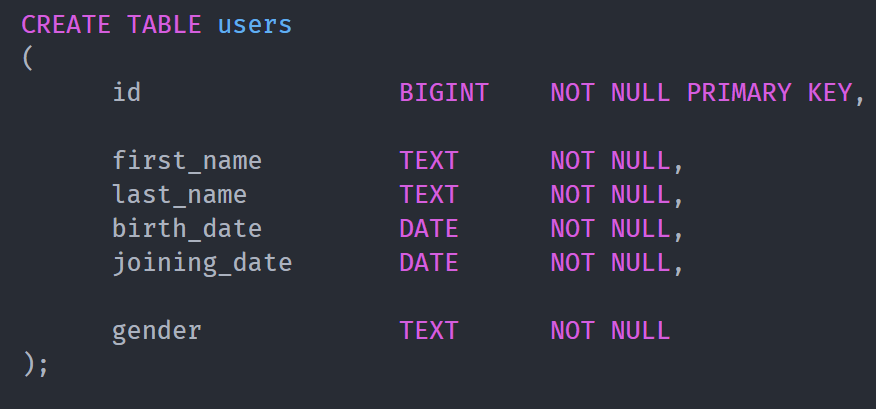 CREATE TABLE users
(
id BIGINT NOT NULL PRIMARY KEY,
first_name TEXT NOT NULL,
last_name TEXT NOT NULL,
birth_date DATE NOT NULL,
joining_date DATE NOT NULL,
gender TEXT NOT NULL
);